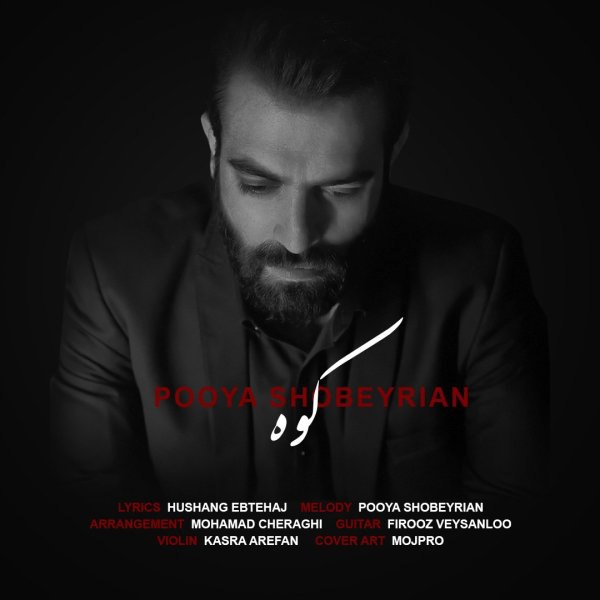 POOYA SHOBEYRIAN
کوه
LYRICS HUSHANG EBTEHAJ MELODY POOYA SHOBEYRIAN
ARRANGEMENT MOHAMAD CHERAGHI GUITAR FIROOZ VEYSANLOO
VIOLIN KASRA AREFAN COVER ART MOJPRO